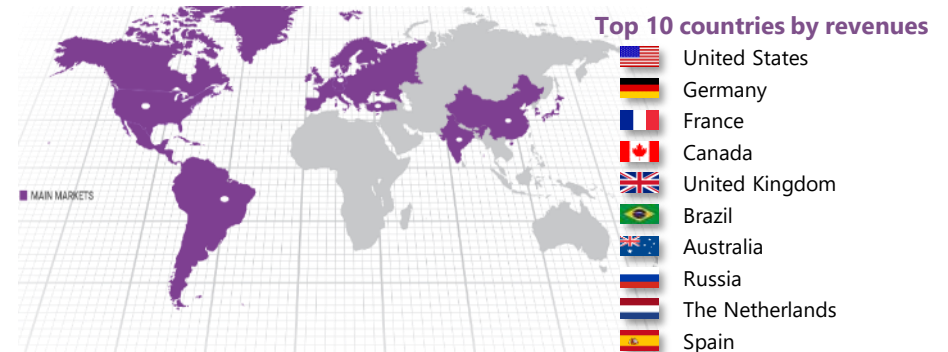 Top 10 countries by revenues
United States
Germany
France
Canada
United Kingdom
Brazil
Australia
Russia
The Netherlands
Spain
MAIN MARKETS